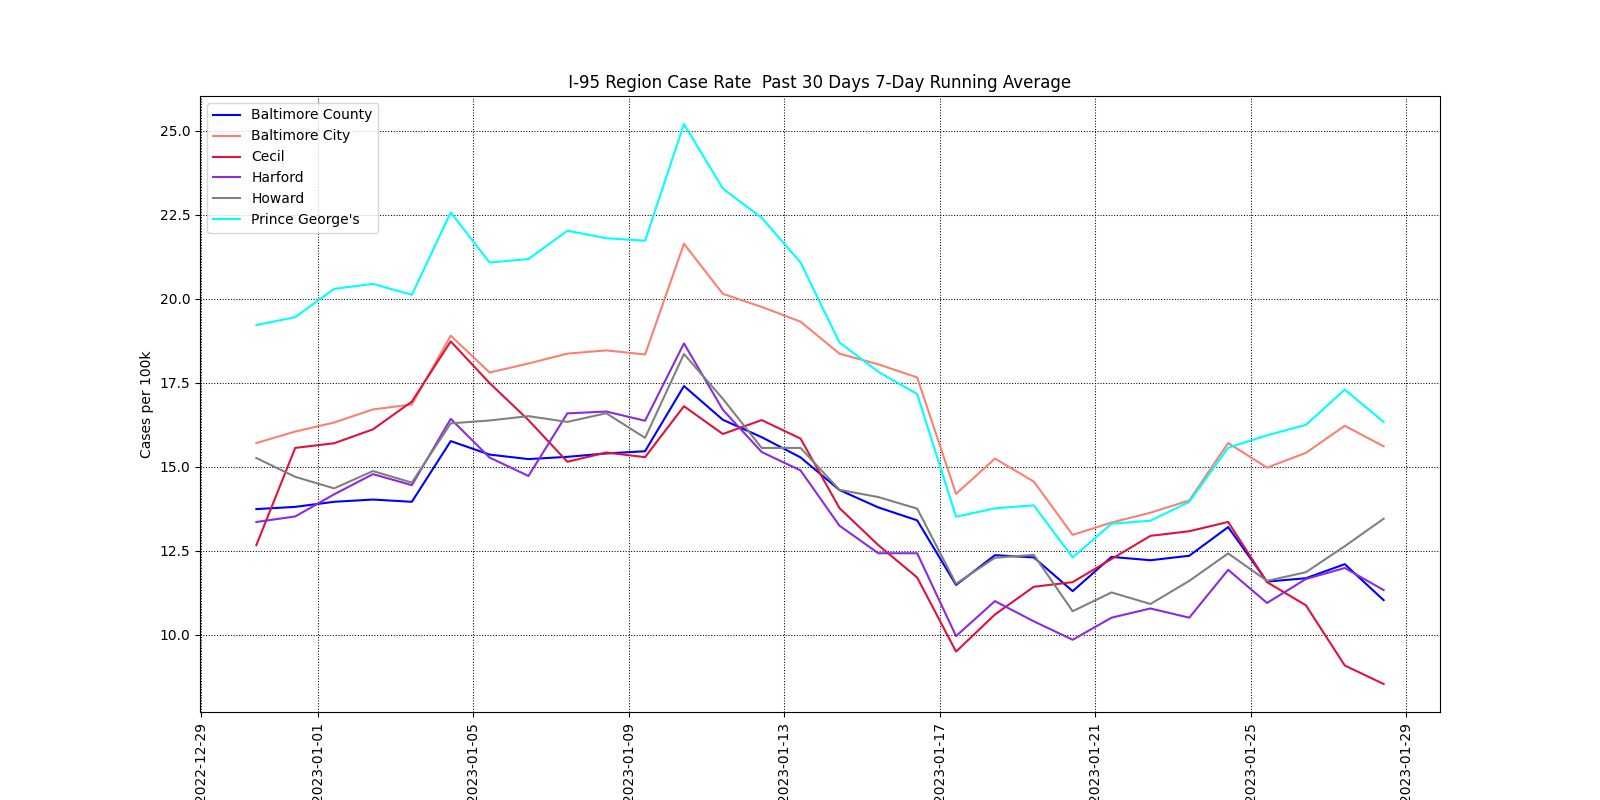 I-95 Region Case Rate  Past 30 Days 7-Day Running Average
Baltimore County
Baltimore City
Cecil
Harford
Howard
Prince George's
Cases per 100k
25.0
22.5
20.0
17.5
15.0
12.5
10.0
2022-12-29
2023-01-01
2023-01-05
2023-01-09
2023-01-13
2023-01-17
2023-01-21
2023-01-25
2023-01-29